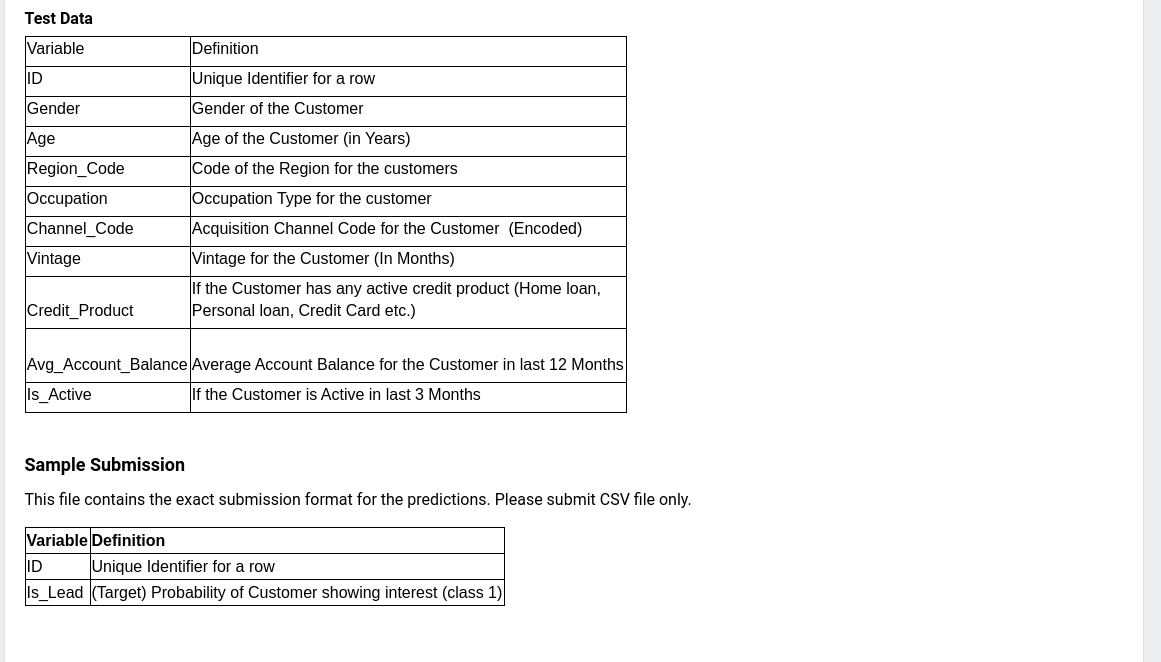 Test Data
Variable Definition
ID Unique Identifier for a row
Gender Gender of the Customer
Age Age of the Customer (in Years)
Region_Code Code of the Region for the customers
Occupation Occupation Type for the customer
Channel_Code Acquisition Channel Code for the Customer  (Encoded)
Vintage Vintage for the Customer (In Months)
If the Customer has any active credit product (Home loan,
Credit_Product Personal loan, Credit Card etc.)
Avg_Account_Balance Average Account Balance for the Customer in last 12 Months
Is_Active If the Customer is Active in last 3 Months
Sample Submission
This file contains the exact submission format for the predictions. Please submit CSV file only.
Variable Definition
ID Unique Identifier for a row
Is_Lead (Target) Probability of Customer showing interest (class 1)